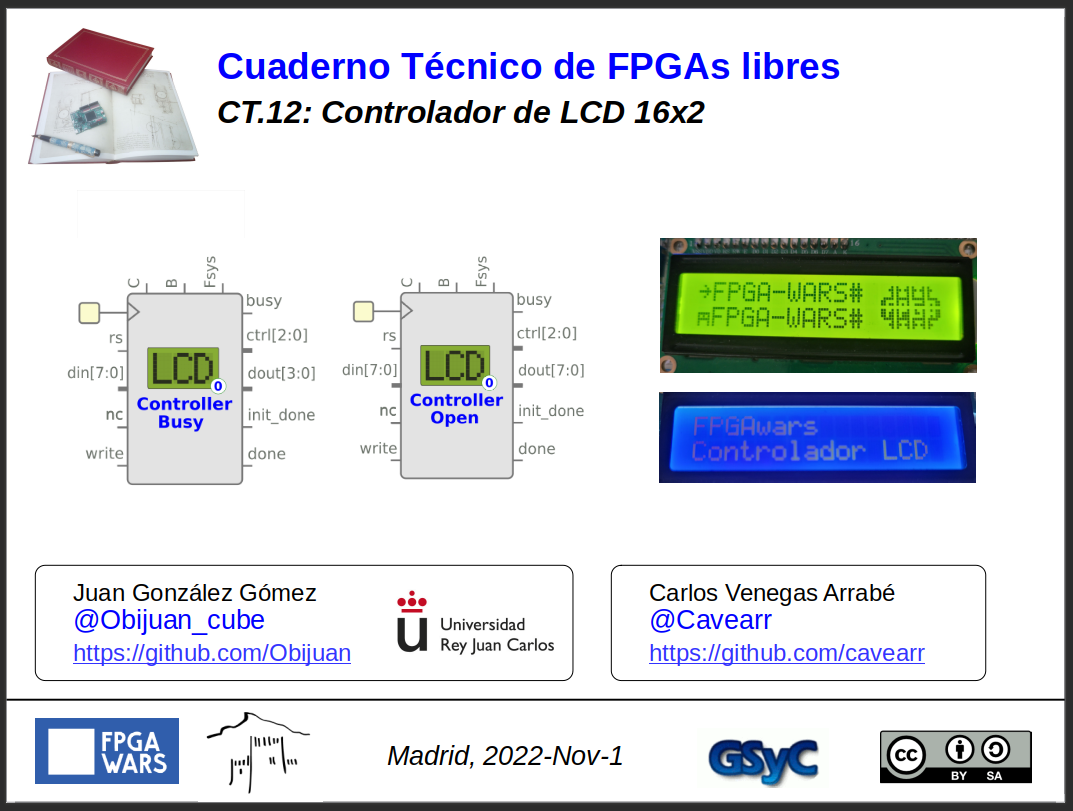 Cuaderno Técnico de FPGAs libres
CT.12: Controlador de LCD 16x2
C
B
Fsys
busy
rs
ctrl[2:0]
din[7:0]
dout[3:0]
LCD
0
Controller
Busy
nc
init_done
write
done
C
B
Fsys
busy
rs
ctrl[2:0]
din[7:0]
dout[7:0]
LCD
0
Controller
Open
nc
init_done
write
done
16
→FPGA-WARS#
FPGA-WARS#
FPGAwars
Controlador LCD
Juan González Gómez
@Obijuan_cube
https://github.com/Obijuan
u
Universidad
Rey Juan Carlos
Carlos Venegas Arrabé
@Cavearr
https://github.com/cavearr
FPGA
WARS
Madrid, 2022-Nov-1
GSyC
cc
BY SA